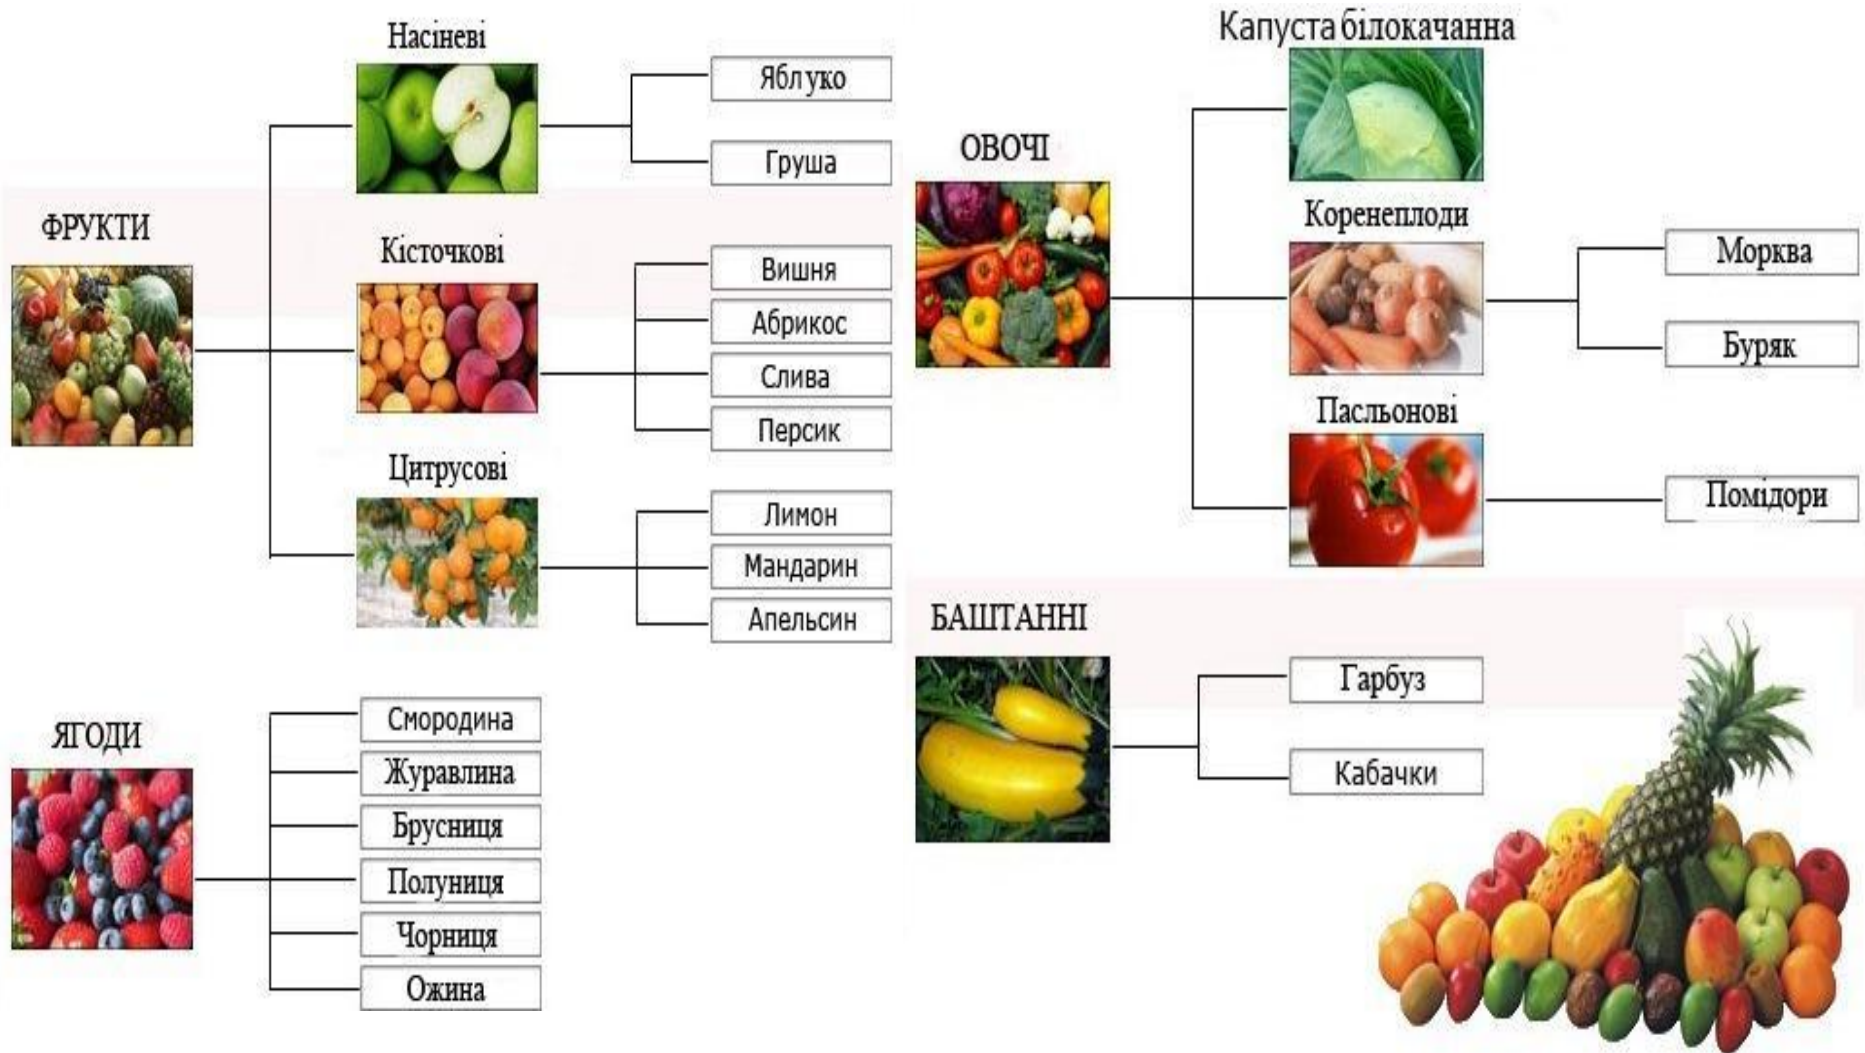 ФРУКТИ
Насіневі
Яблуко
Груша
Кісточкові
Вишня
Абрикос
Слива
Персик
Цитрусові
Лимон
Мандарин
Апельсин
ЯГОДИ
Смородина
Журавлина
Брусниця
Полуниця
Чорниця
Ожина
ОВОЧІ
Капуста білокачанна
Коренеплоди
Морква
Буряк
Пасльонові
Помідори
БАШТАННІ
Гарбуз
Кабачки